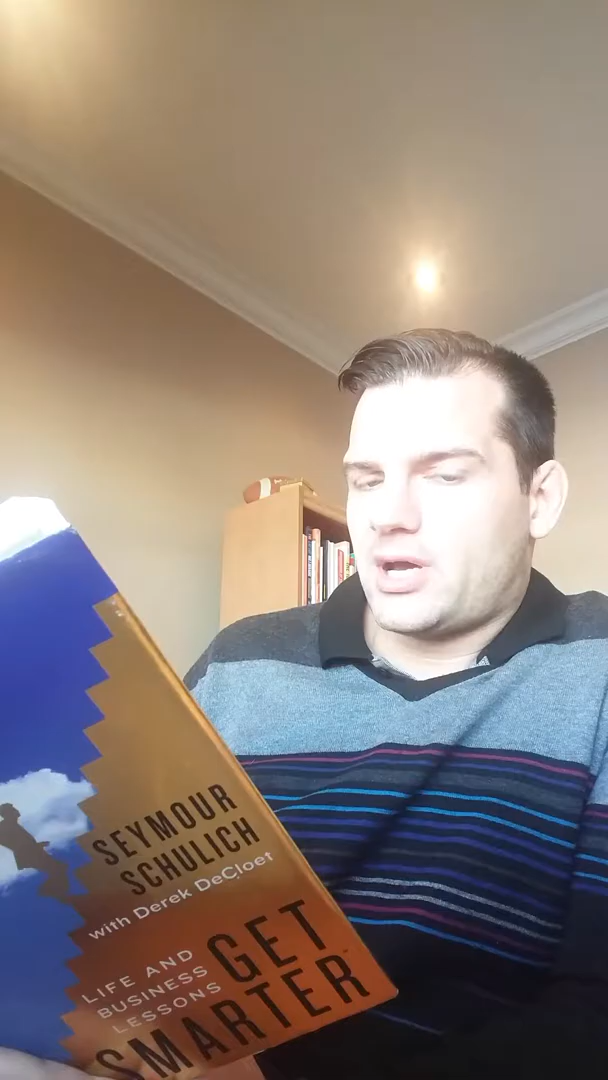 SEYMOUR
SCHULICH
with Derek DeCloet
LIFE AND
BUSINESS
LESSONS
GET
SMARTER